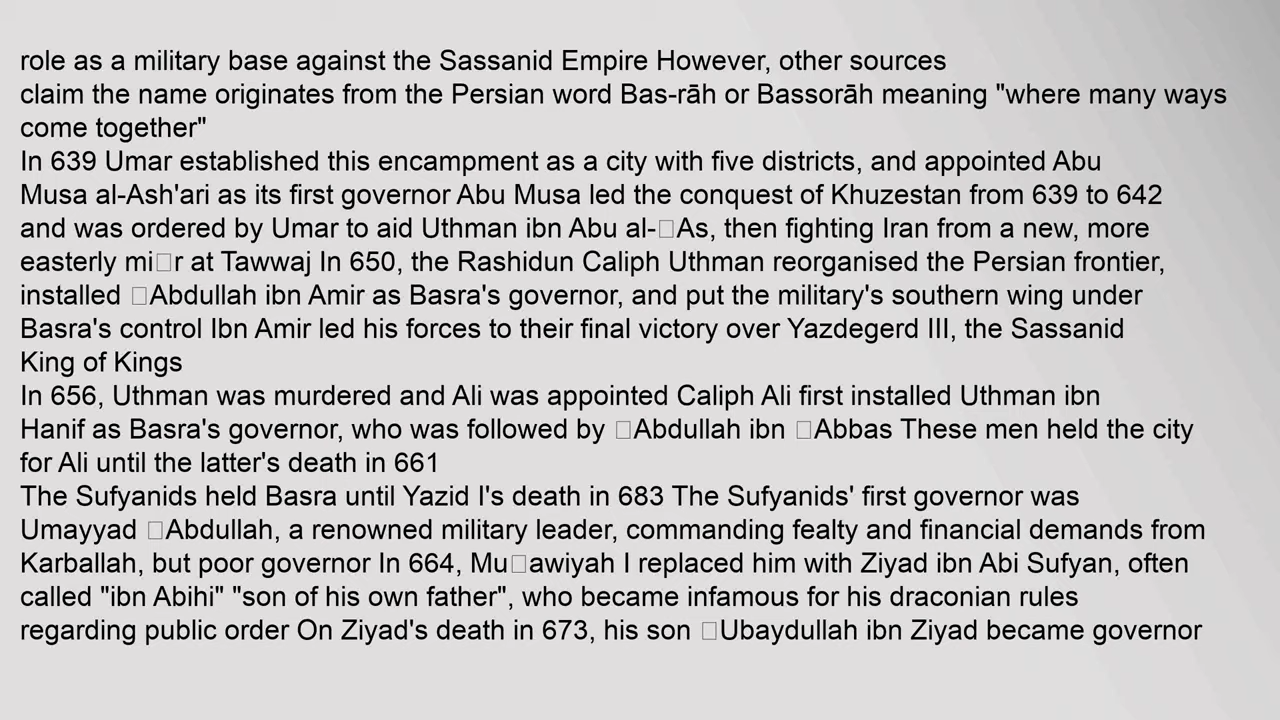 role as a military base against the Sassanid Empire However, other sources
claim the name originates from the Persian word Bas-rāh or Bassorāh meaning "where many ways
come together"
In 639 Umar established this encampment as a city with five districts, and appointed Abu
Musa al-Ash'ari as its first governor Abu Musa led the conquest of Khuzestan from 639 to 642
and was ordered by Umar to aid Uthman ibn Abu al-□As, then fighting Iran from a new, more
easterly mi□r at Tawwaj In 650, the Rashidun Caliph Uthman reorganised the Persian frontier,
installed □Abdullah ibn Amir as Basra's governor, and put the military's southern wing under
Basra's control Ibn Amir led his forces to their final victory over Yazdegerd III, the Sassanid
King of Kings
In 656, Uthman was murdered and Ali was appointed Caliph Ali first installed Uthman ibn
Hanif as Basra's governor, who was followed by □Abdullah ibn □Abbas These men held the city
for Ali until the latter's death in 661
The Sufyanids held Basra until Yazid I's death in 683 The Sufyanids' first governor was
Umayyad □Abdullah, a renowned military leader, commanding fealty and financial demands from
Karballah, but poor governor In 664, Mu□awiyah I replaced him with Ziyad ibn Abi Sufyan, often
called "ibn Abihi" "son of his own father", who became infamous for his draconian rules
regarding public order On Ziyad's death in 673, his son □Ubaydullah ibn Ziyad became governor